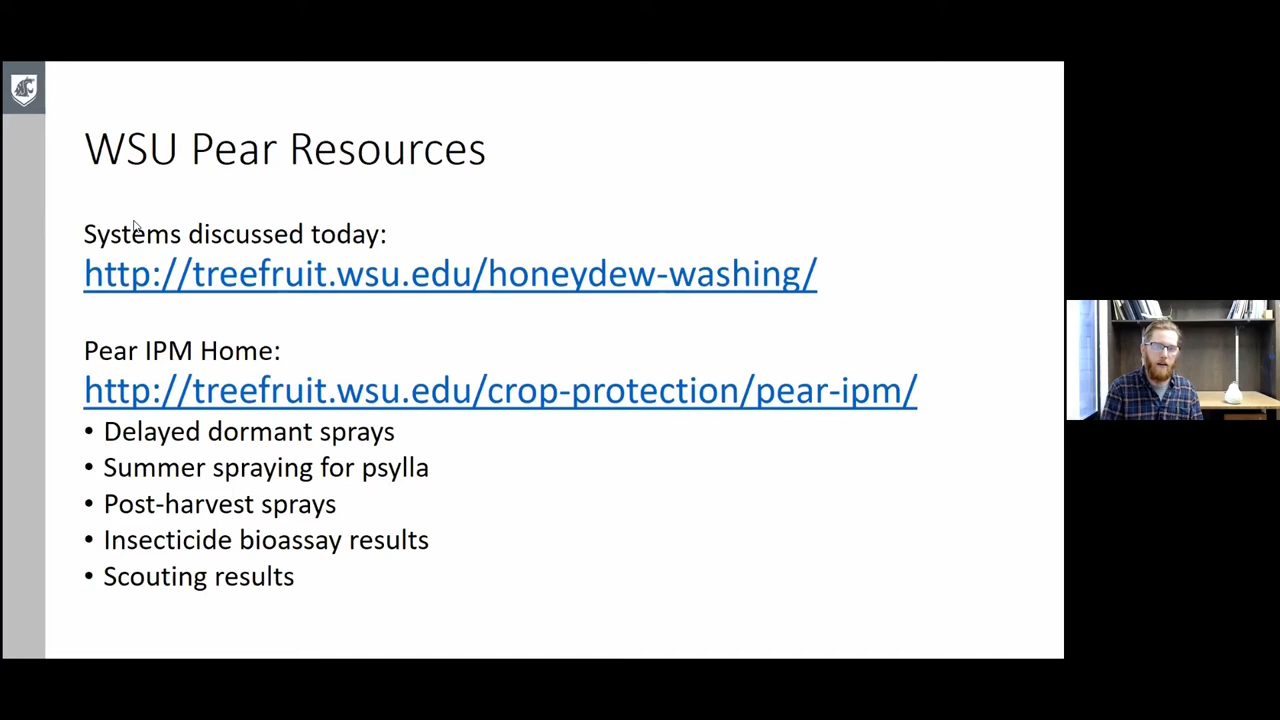 WSU Pear Resources
Systems discussed today:
http://treefruit.wsu.edu/honeydew-washing/
Pear IPM Home:
http://treefruit.wsu.edu/crop-protection/pear-ipm/
• Delayed dormant sprays
• Summer spraying for psylla
• Post-harvest sprays
• Insecticide bioassay results
• Scouting results